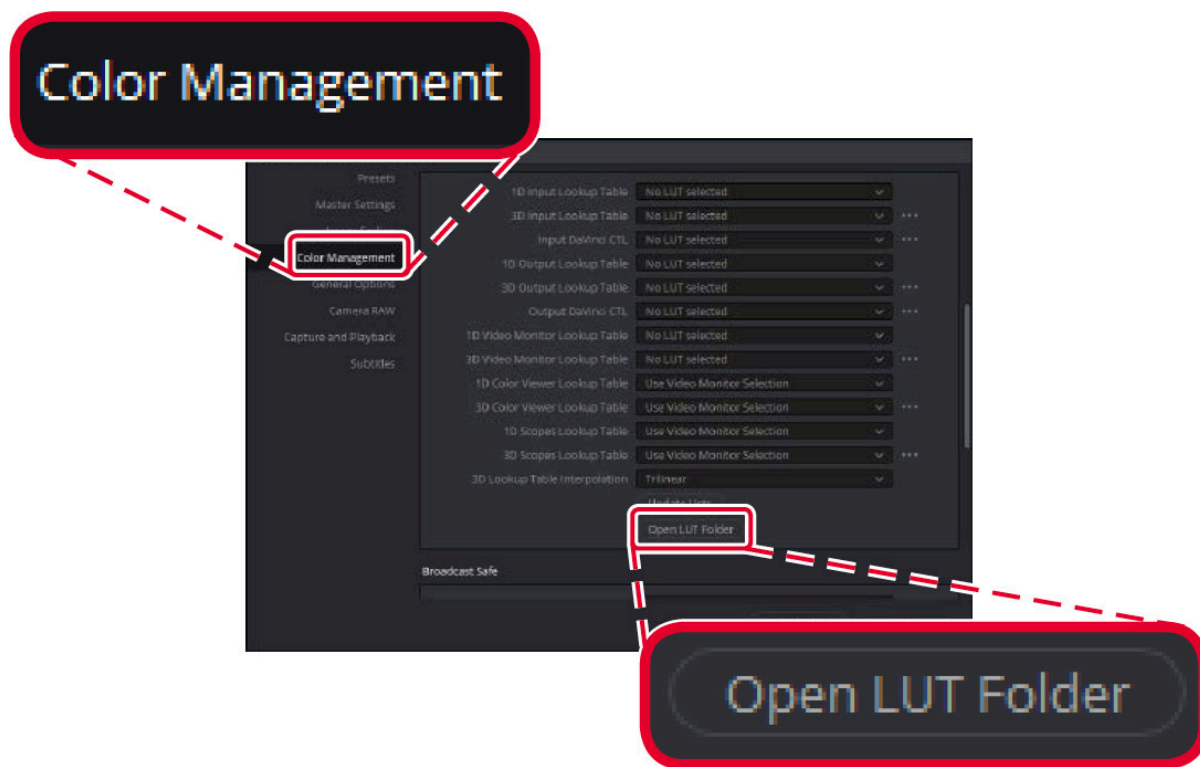 Color Management
Presets
Master Settings
Color Management
General Options
Camera RAW
Capture and Playback
Subtitles
1D Input Lookup Table No LUT selected
3D Input Lookup Table No LUT selected
Input DaVinci CTL No LUT selected
1D Output Lookup Table No LUT selected
3D Output Lookup Table No LUT selected
Output DaVinci CTL No LUT selected
1D Video Monitor Lookup Table No LUT selected
3D Video Monitor Lookup Table No LUT selected
1D Color Viewer Lookup Table Use Video Monitor Selection
3D Color Viewer Lookup Table Use Video Monitor Selection
1D Scopes Lookup Table Use Video Monitor Selection
3D Scopes Lookup Table Use Video Monitor Selection
3D Lookup Table Interpolation Trilinear
Update Lists
Open LUT Folder
Broadcast Safe
Open LUT Folder